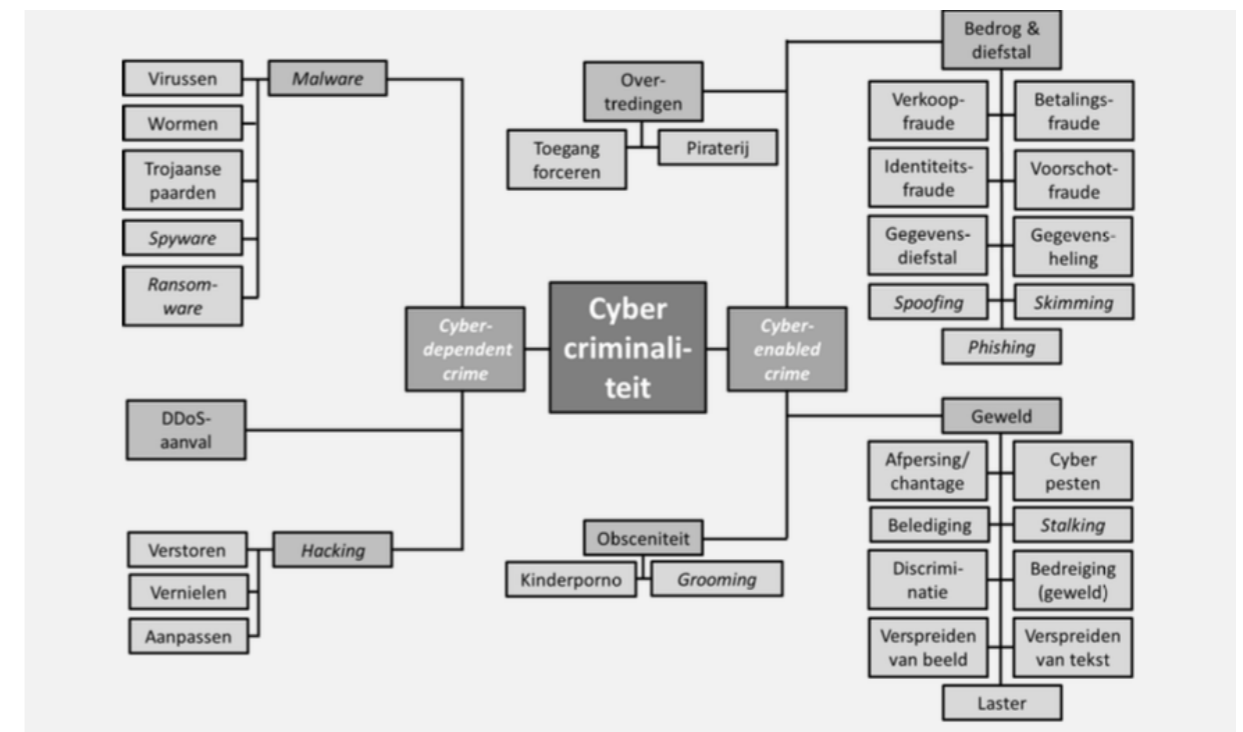 Cyber
criminali-
teit
Cyber-
dependent
crime
Malware
Virussen
Wormen
Trojaanse
paarden
Spyware
Ransom-
ware
DDoS-
aanval
Hacking
Verstoren
Vernielen
Aanpassen
Cyber-
enabled
crime
Over-
tredingen
Toegang
forceren
Piraterij
Bedrog &
diefstal
Verkoop-
fraude
Betalings-
fraude
Identiteits-
fraude
Voorschot-
fraude
Gegevens-
diefstal
Gegevens-
heling
Spoofing
Skimming
Phishing
Geweld
Afpersing/
chantage
Cyber
pesten
Belediging
Stalking
Discrimi-
natie
Bedreiging
(geweld)
Verspreiden
van beeld
Verspreiden
van tekst
Laster
Obsceniteit
Kinderporno
Grooming